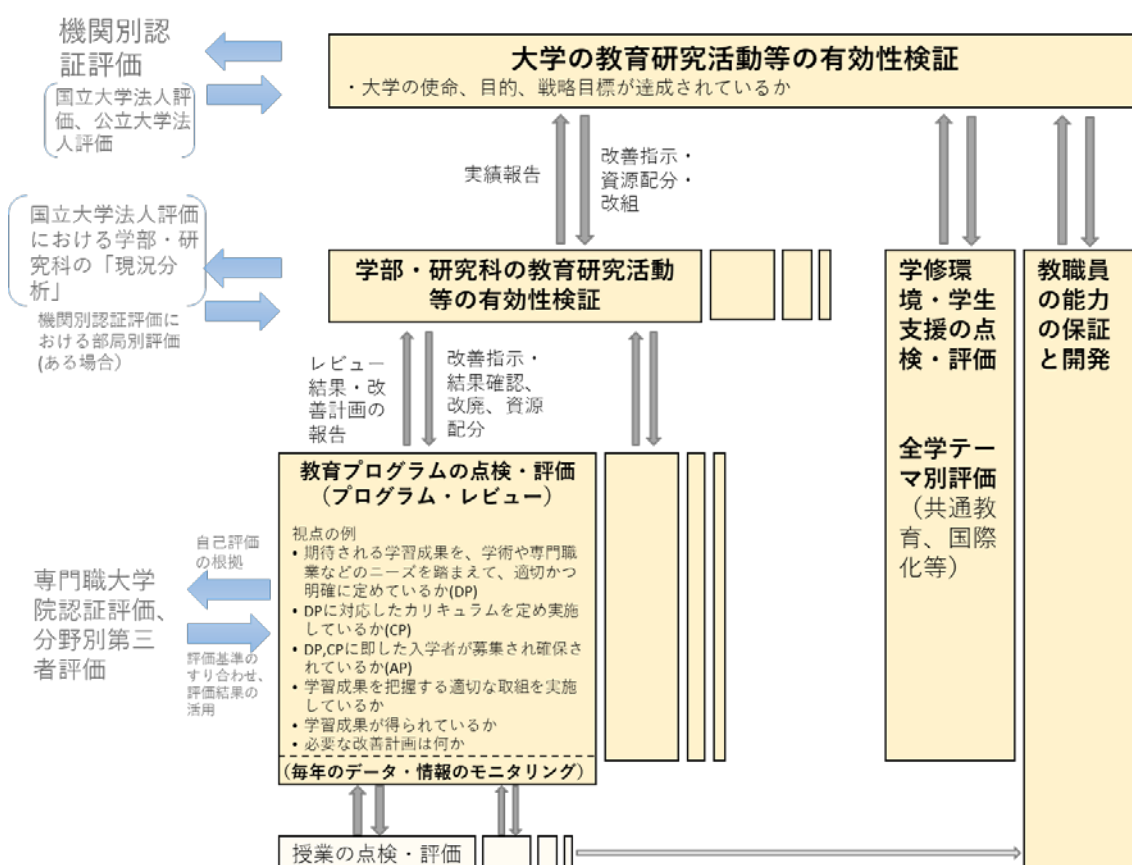 機関別認
証評価
国立大学法人評
価、公立大学法
人評価
大学の教育研究活動等の有効性検証
・大学の使命、目的、戦略目標が達成されているか
実績報告
改善指示・
資源配分・
改組
国立大学法人評価
における学部・研
究科の「現況分
析」
機関別認証評価に
おける部局別評価
(ある場合)
学部・研究科の教育研究活動
等の有効性検証
学修環
境・学生
支援の点
検・評価
全学テー
マ別評価
（共通教
育、国際
化等）
教職員
の能力
の保証
と開発
レビュー
結果・改
善計画の
報告
改善指示・
結果確認、
改廃、資源
配分
教育プログラムの点検・評価
（プログラム・レビュー）
視点の例
• 期待される学習成果を、学術や専門職
業などのニーズを踏まえて、適切かつ
明確に定めているか(DP)
• DPに対応したカリキュラムを定め実施
しているか(CP)
• DP,CPに即した入学者が募集され確保さ
れているか(AP)
• 学習成果を把握する適切な取組を実施
しているか
• 学習成果が得られているか
• 必要な改善計画は何か
（毎年のデータ・情報のモニタリング）
自己評価
の根拠
専門職大学
院認証評価、
分野別第三
者評価
評価基準の
すり合わせ、
評価結果の
活用
授業の点検・評価